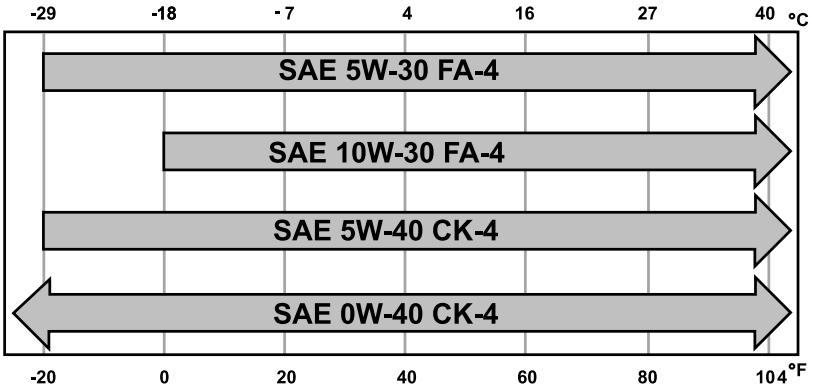 -29 -18 - 7 4 16 27 40 °C
SAE 5W-30 FA-4
SAE 10W-30 FA-4
SAE 5W-40 CK-4
SAE 0W-40 CK-4
-20 0 20 40 60 80 104 °F